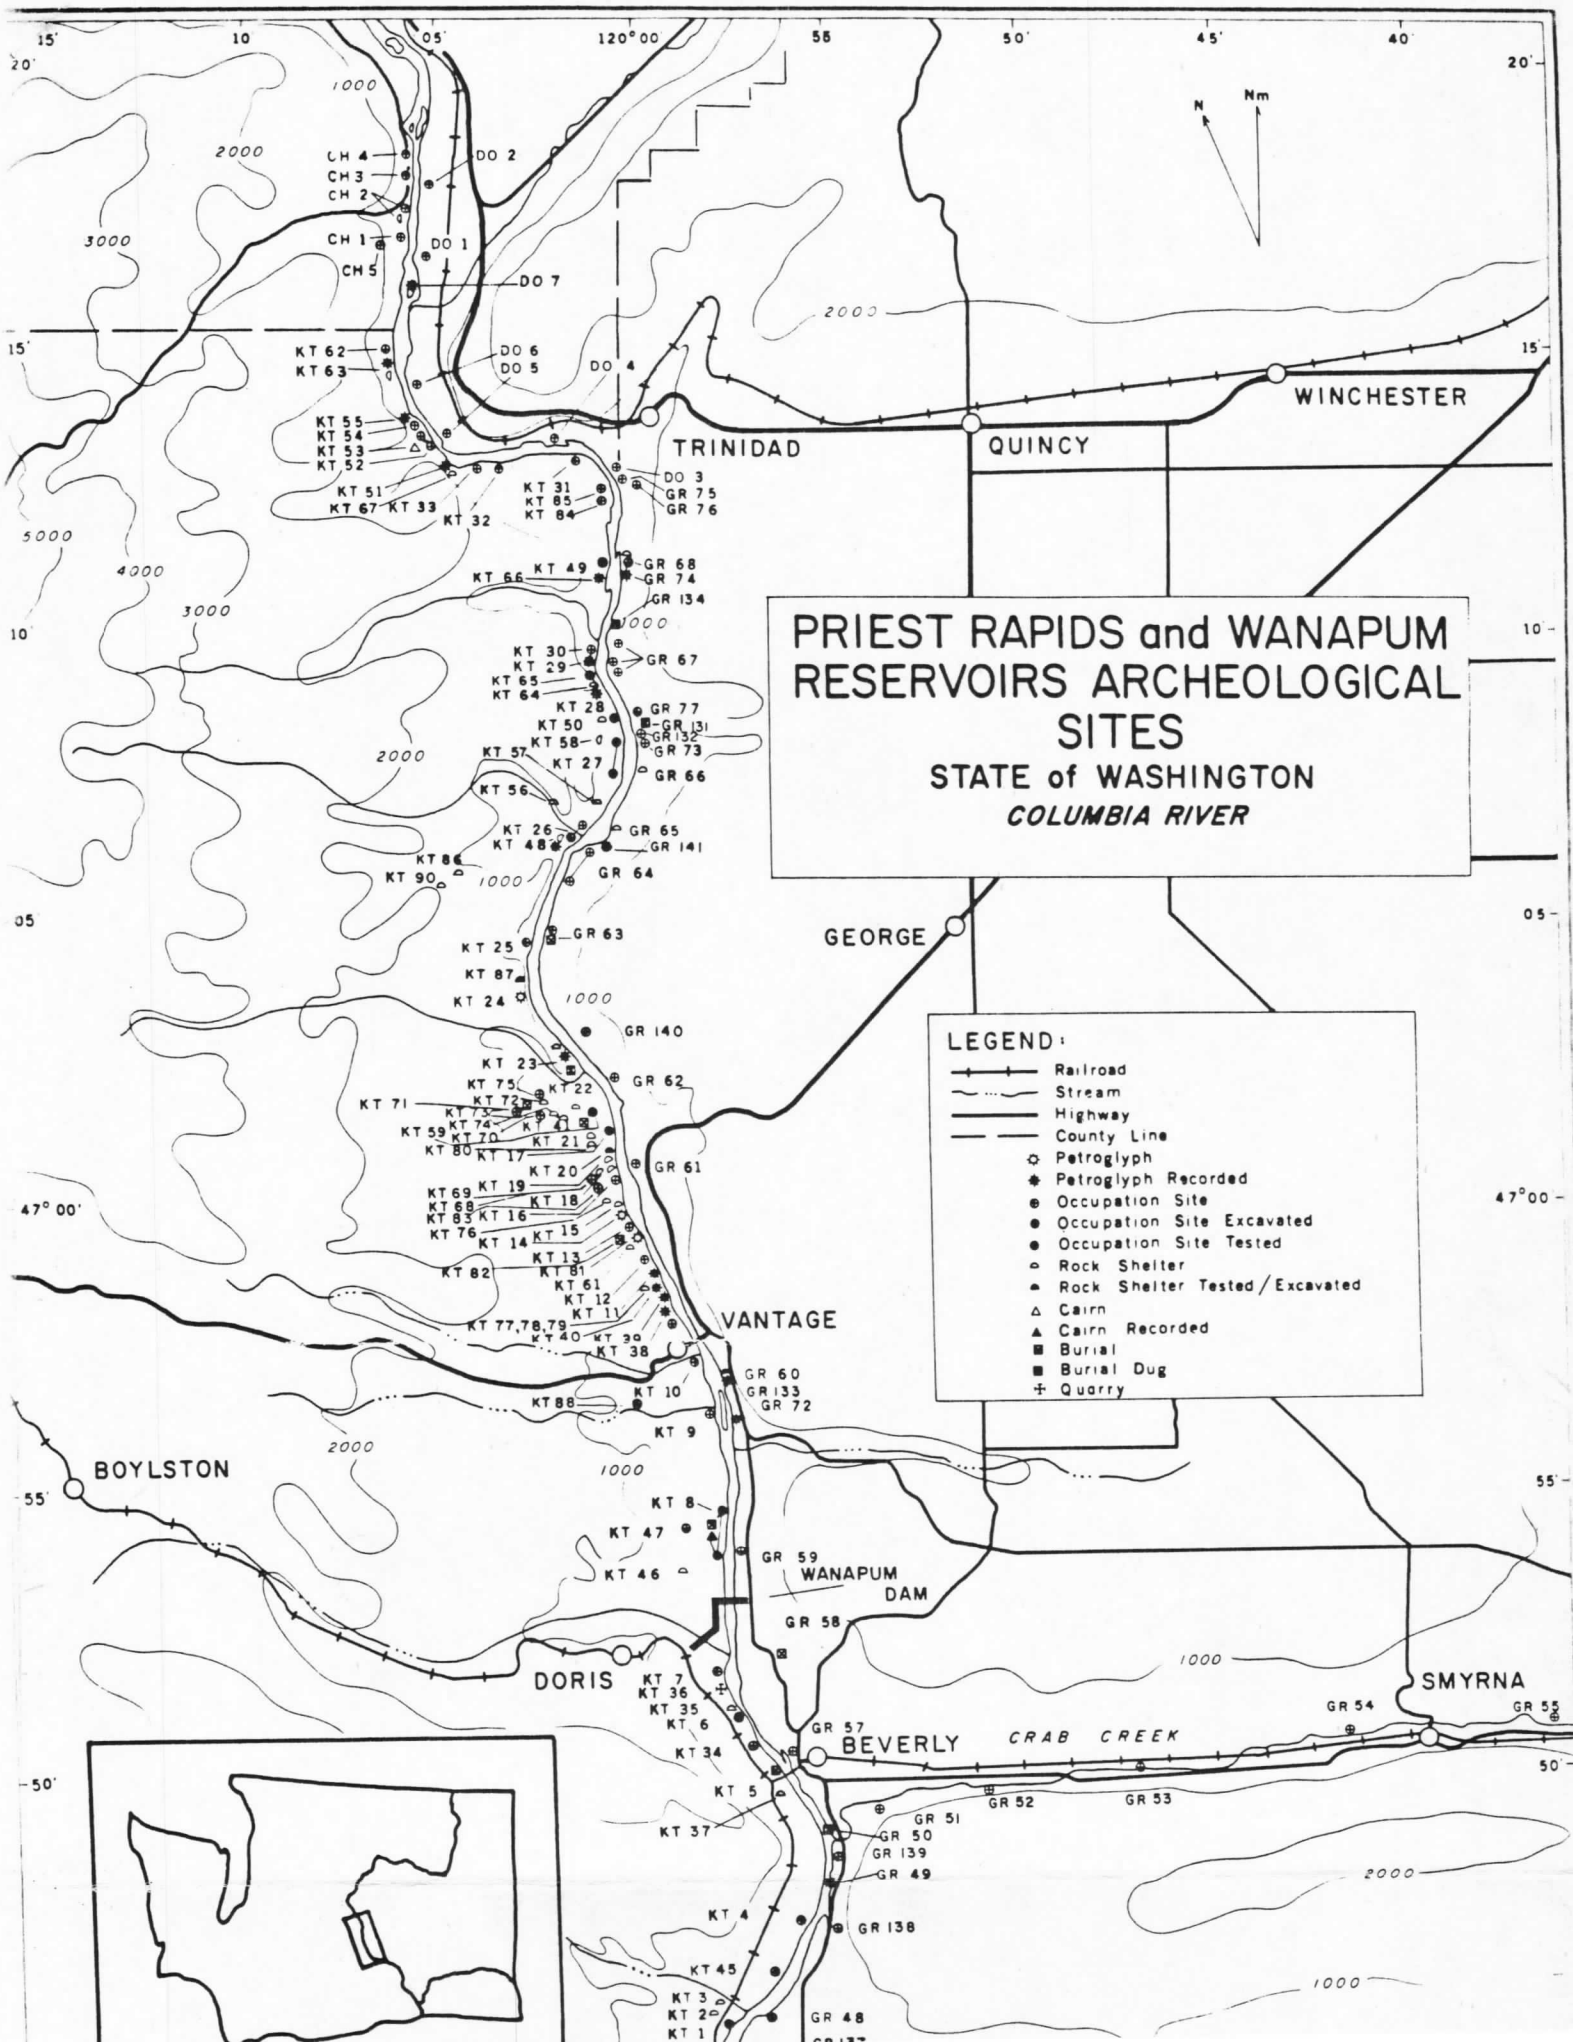 15'
10
05'
120°00'
55
50'
45'
40'
20'
20'
N
Nm
1000
2000
3000
CH 4
CH 3
CH 2
CH 1
CH 5
DO 2
DO 1
DO 7
2000
15'
15'
KT 62
KT 63
DO 6
DO 5
DO 4
WINCHESTER
KT 55
KT 54
KT 53
KT 52
TRINIDAD
QUINCY
KT 51
KT 67
KT 33
KT 32
KT 31
KT 85
KT 84
DO 3
GR 75
GR 76
5000
4000
3000
KT 49
KT 66
GR 68
GR 74
GR 134
1000
10'
10'
PRIEST RAPIDS and WANAPUM
RESERVOIRS ARCHEOLOGICAL
SITES
STATE of WASHINGTON
COLUMBIA RIVER
KT 30
KT 29
KT 65
KT 64
GR 67
KT 28
KT 50
KT 58
KT 57
KT 27
KT 56
GR 77
GR 131
GR 132
GR 73
GR 66
2000
KT 26
KT 48
GR 65
GR 141
KT 86
KT 90
1000
GR 64
05'
05
KT 25
GR 63
GEORGE
KT 87
KT 24
1000
GR 140
KT 23
KT 75
KT 22
GR 62
KT 71
KT 72
KT 73
KT 74
KT 41
KT 59
KT 70
KT 21
KT 80
KT 17
KT 20
GR 61
KT 69
KT 19
KT 68
KT 18
KT 83
KT 16
KT 76
KT 15
KT 14
KT 13
KT 82
KT 81
KT 61
KT 12
KT 11
KT 77,78,79
KT 40
KT 39
KT 38
47° 00'
47°00'
LEGEND:
Railroad
Stream
Highway
County Line
Petroglyph
Petroglyph Recorded
Occupation Site
Occupation Site Excavated
Occupation Site Tested
Rock Shelter
Rock Shelter Tested/Excavated
Cairn
Cairn Recorded
Burial
Burial Dug
Quarry
VANTAGE
KT 10
KT 88
KT 9
GR 60
GR 133
GR 72
2000
1000
BOYLSTON
55'
55'
KT 8
KT 47
KT 46
GR 59
WANAPUM
DAM
GR 58
1000
DORIS
KT 7
KT 36
KT 35
KT 6
KT 34
GR 57
BEVERLY
CRAB CREEK
SMYRNA
GR 54
GR 55
50'
50'
KT 5
KT 37
GR 51
GR 52
GR 53
GR 50
GR 139
GR 49
2000
KT 4
GR 138
KT 45
KT 3
KT 2
KT 1
GR 48
1000